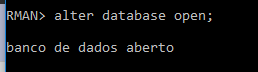 RMAN> alter database open;
banco de dados aberto